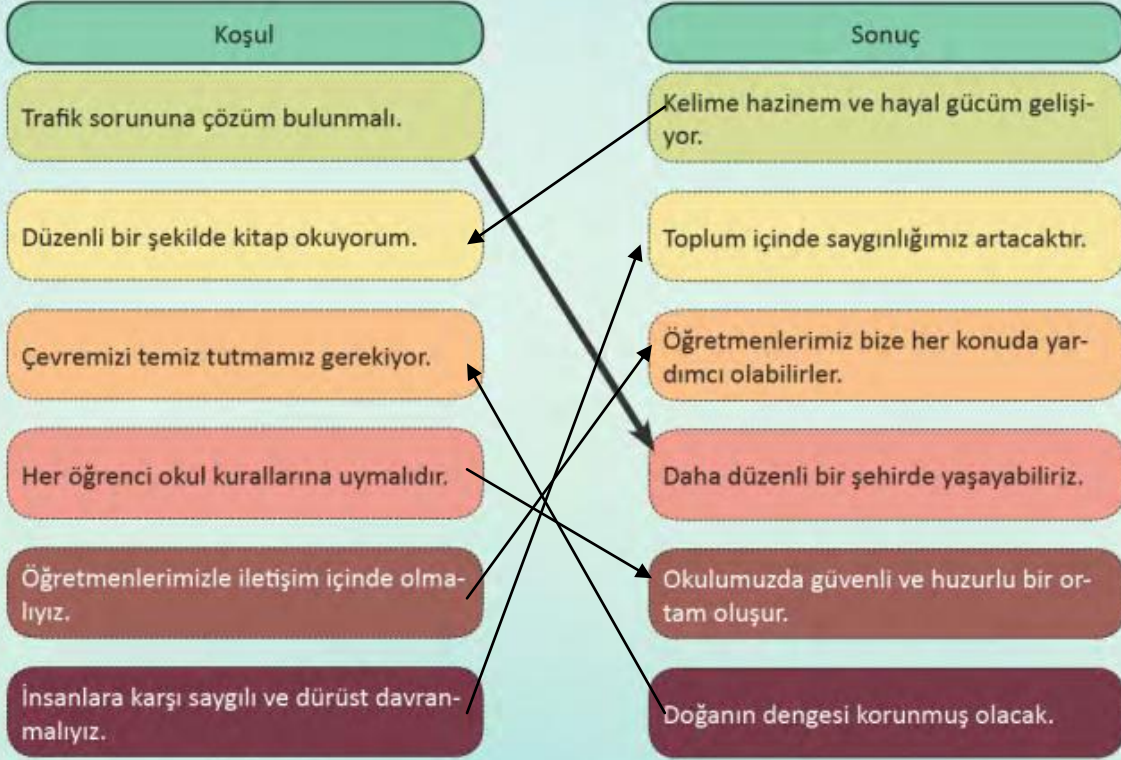 Koşul
Trafik sorununa çözüm bulunmalı.
Düzenli bir şekilde kitap okuyorum.
Çevremizi temiz tutmamız gerekiyor.
Her öğrenci okul kurallarına uymalıdır.
Öğretmenlerimizle iletişim içinde olma-
lıyız.
İnsanlara karşı saygılı ve dürüst davran-
malıyız.
Sonuç
Kelime hazinem ve hayal gücüm gelişi-
yor.
Toplum içinde saygınlığımız artacaktır.
Öğretmenlerimiz bize her konuda yar-
dımcı olabilirler.
Daha düzenli bir şehirde yaşayabiliriz.
Okulumuzda güvenli ve huzurlu bir or-
tam oluşur.
Doğanın dengesi korunmuş olacak.